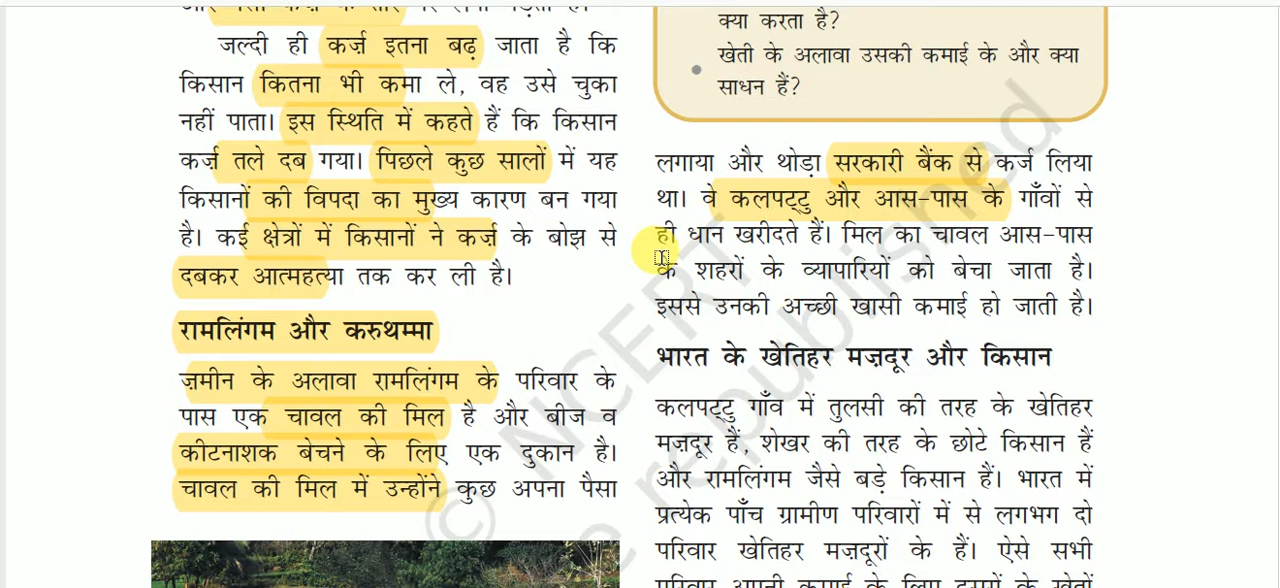 जल्दी ही कर्ज़ इतना बढ़ जाता है कि
किसान कितना भी कमा ले, वह उसे चुका
नहीं पाता। इस स्थिति में कहते हैं कि किसान
कर्ज़ तले दब गया। पिछले कुछ सालों में यह
किसानों की विपदा का मुख्य कारण बन गया
है। कई क्षेत्रों में किसानों ने कर्ज़ के बोझ से
दबकर आत्महत्या तक कर ली है।
रामलिंगम और करुथम्मा
ज़मीन के अलावा रामलिंगम के परिवार के
पास एक चावल की मिल है और बीज व
कीटनाशक बेचने के लिए एक दुकान है।
चावल की मिल में उन्होंने कुछ अपना पैसा
क्या करता है?
• खेती के अलावा उसकी कमाई के और क्या
साधन हैं?
लगाया और थोड़ा सरकारी बैंक से कर्ज लिया
था। वे कलपट्टु और आस-पास के गाँवों से
ही धान खरीदते हैं। मिल का चावल आस-पास
के शहरों के व्यापारियों को बेचा जाता है।
इससे उनकी अच्छी खासी कमाई हो जाती है।
भारत के खेतिहर मज़दूर और किसान
कलपट्टु गाँव में तुलसी की तरह के खेतिहर
मज़दूर हैं, शेखर की तरह के छोटे किसान हैं
और रामलिंगम जैसे बड़े किसान हैं। भारत में
प्रत्येक पाँच ग्रामीण परिवारों में से लगभग दो
परिवार खेतिहर मज़दूरों के हैं। ऐसे सभी
© NCERT
be republished